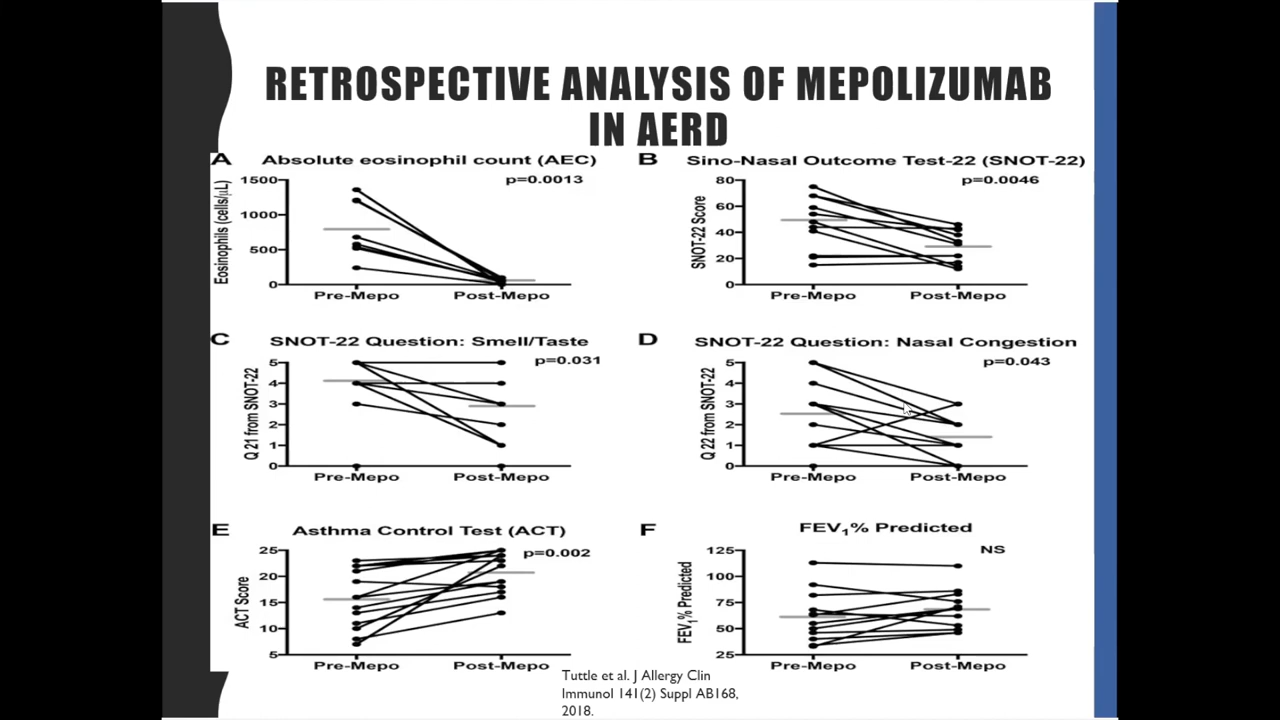 RETROSPECTIVE ANALYSIS OF MEPOLIZUMAB
IN AERD
A Absolute eosinophil count (AEC)
p=0.0013
Eosinophils (cells/µL)
1500
1000
500
0
Pre-Mepo Post-Mepo
B Sino-Nasal Outcome Test-22 (SNOT-22)
p=0.0046
SNOT-22 Score
80
60
40
20
0
Pre-Mepo Post-Mepo
C SNOT-22 Question: Smell/Taste
p=0.031
Q 21 from SNOT-22
5
4
3
2
1
0
Pre-Mepo Post-Mepo
D SNOT-22 Question: Nasal Congestion
p=0.043
Q 22 from SNOT-22
5
4
3
2
1
0
Pre-Mepo Post-Mepo
E Asthma Control Test (ACT)
p=0.002
ACT Score
25
20
15
10
5
Pre-Mepo Post-Mepo
F FEV₁% Predicted
NS
FEV₁% Predicted
125
100
75
50
25
Pre-Mepo Post-Mepo
Tuttle et al. J Allergy Clin
Immunol 141(2) Suppl AB168,
2018.